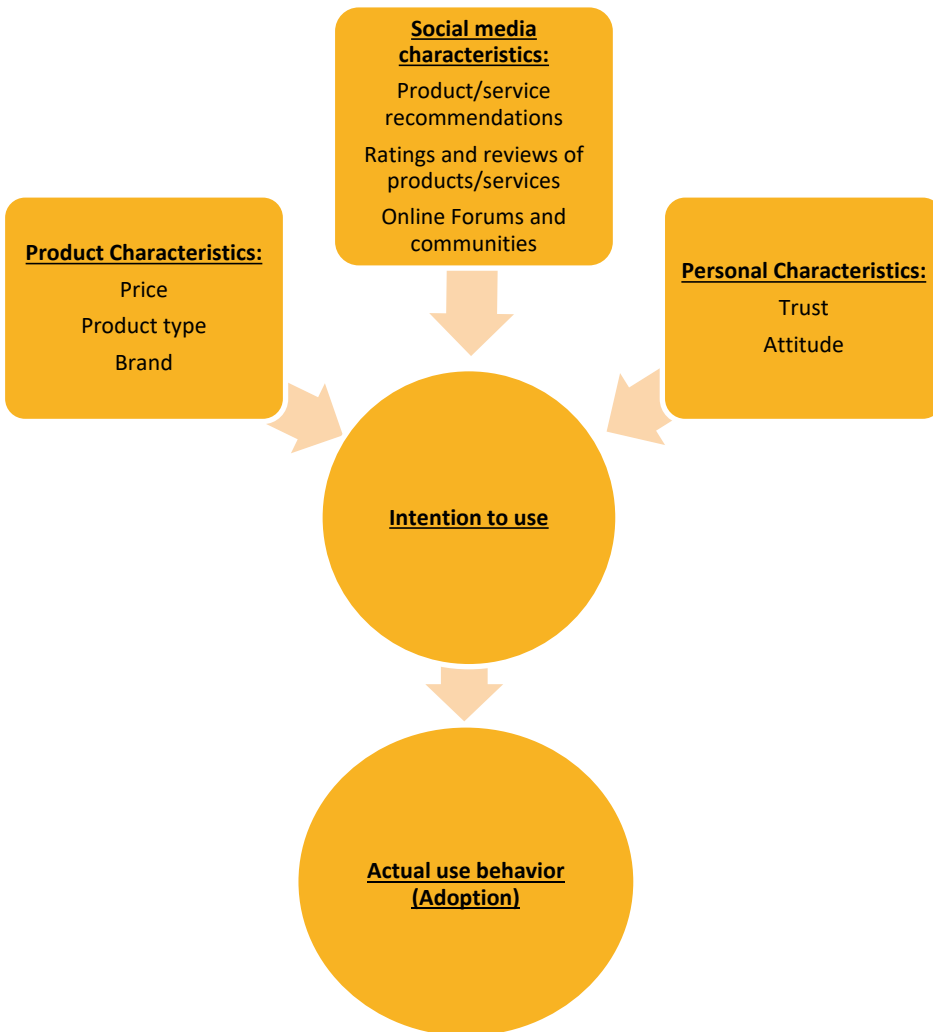 Social media
characteristics:
Product/service
recommendations
Ratings and reviews of
products/services
Online Forums and
communities
Product Characteristics:
Price
Product type
Brand
Personal Characteristics:
Trust
Attitude
Intention to use
Actual use behavior
(Adoption)